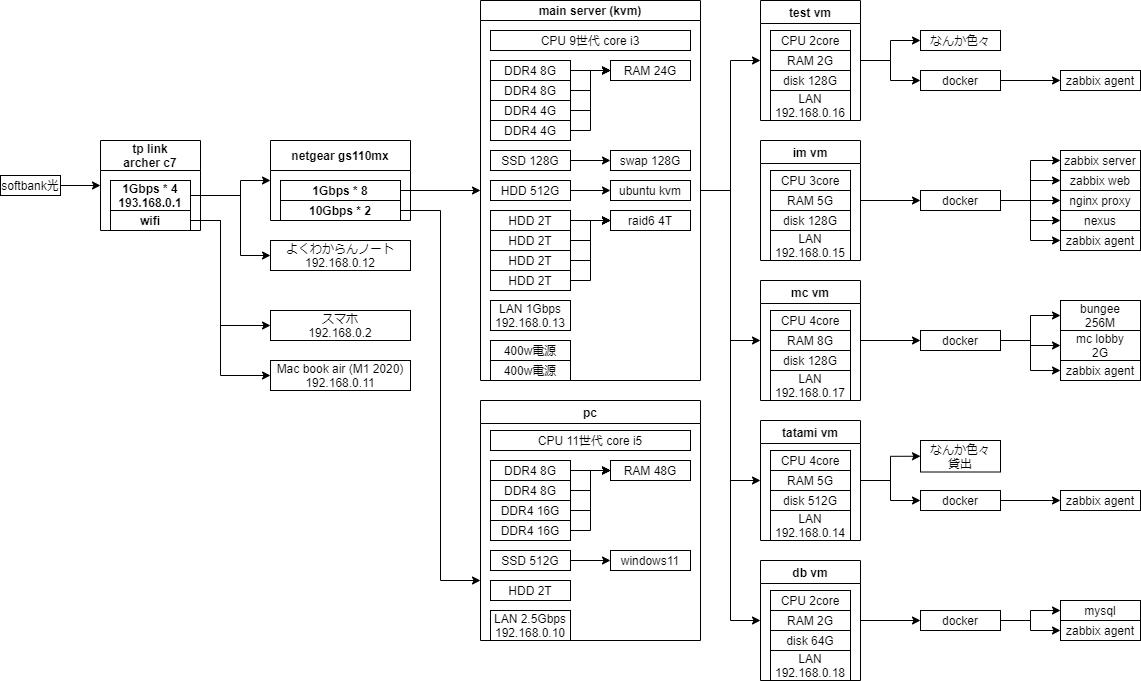 softbank光
tp link
archer c7
1Gbps * 4
193.168.0.1
wifi
netgear gs110mx
1Gbps * 8
10Gbps * 2
よくわからんノート
192.168.0.12
スマホ
192.168.0.2
Mac book air (M1 2020)
192.168.0.11
main server (kvm)
CPU 9世代 core i3
DDR4 8G
DDR4 8G
DDR4 4G
DDR4 4G
RAM 24G
SSD 128G
swap 128G
HDD 512G
ubuntu kvm
HDD 2T
HDD 2T
HDD 2T
HDD 2T
raid6 4T
LAN 1Gbps
192.168.0.13
400w電源
400w電源
pc
CPU 11世代 core i5
DDR4 8G
DDR4 8G
DDR4 16G
DDR4 16G
RAM 48G
SSD 512G
windows11
HDD 2T
LAN 2.5Gbps
192.168.0.10
test vm
CPU 2core
RAM 2G
disk 128G
LAN
192.168.0.16
なんか色々
docker
zabbix agent
im vm
CPU 3core
RAM 5G
disk 128G
LAN
192.168.0.15
docker
zabbix server
zabbix web
nginx proxy
nexus
zabbix agent
mc vm
CPU 4core
RAM 8G
disk 128G
LAN
192.168.0.17
docker
bungee
256M
mc lobby
2G
zabbix agent
tatami vm
CPU 4core
RAM 5G
disk 512G
LAN
192.168.0.14
なんか色々
貸出
docker
zabbix agent
db vm
CPU 2core
RAM 2G
disk 64G
LAN
192.168.0.18
docker
mysql
zabbix agent